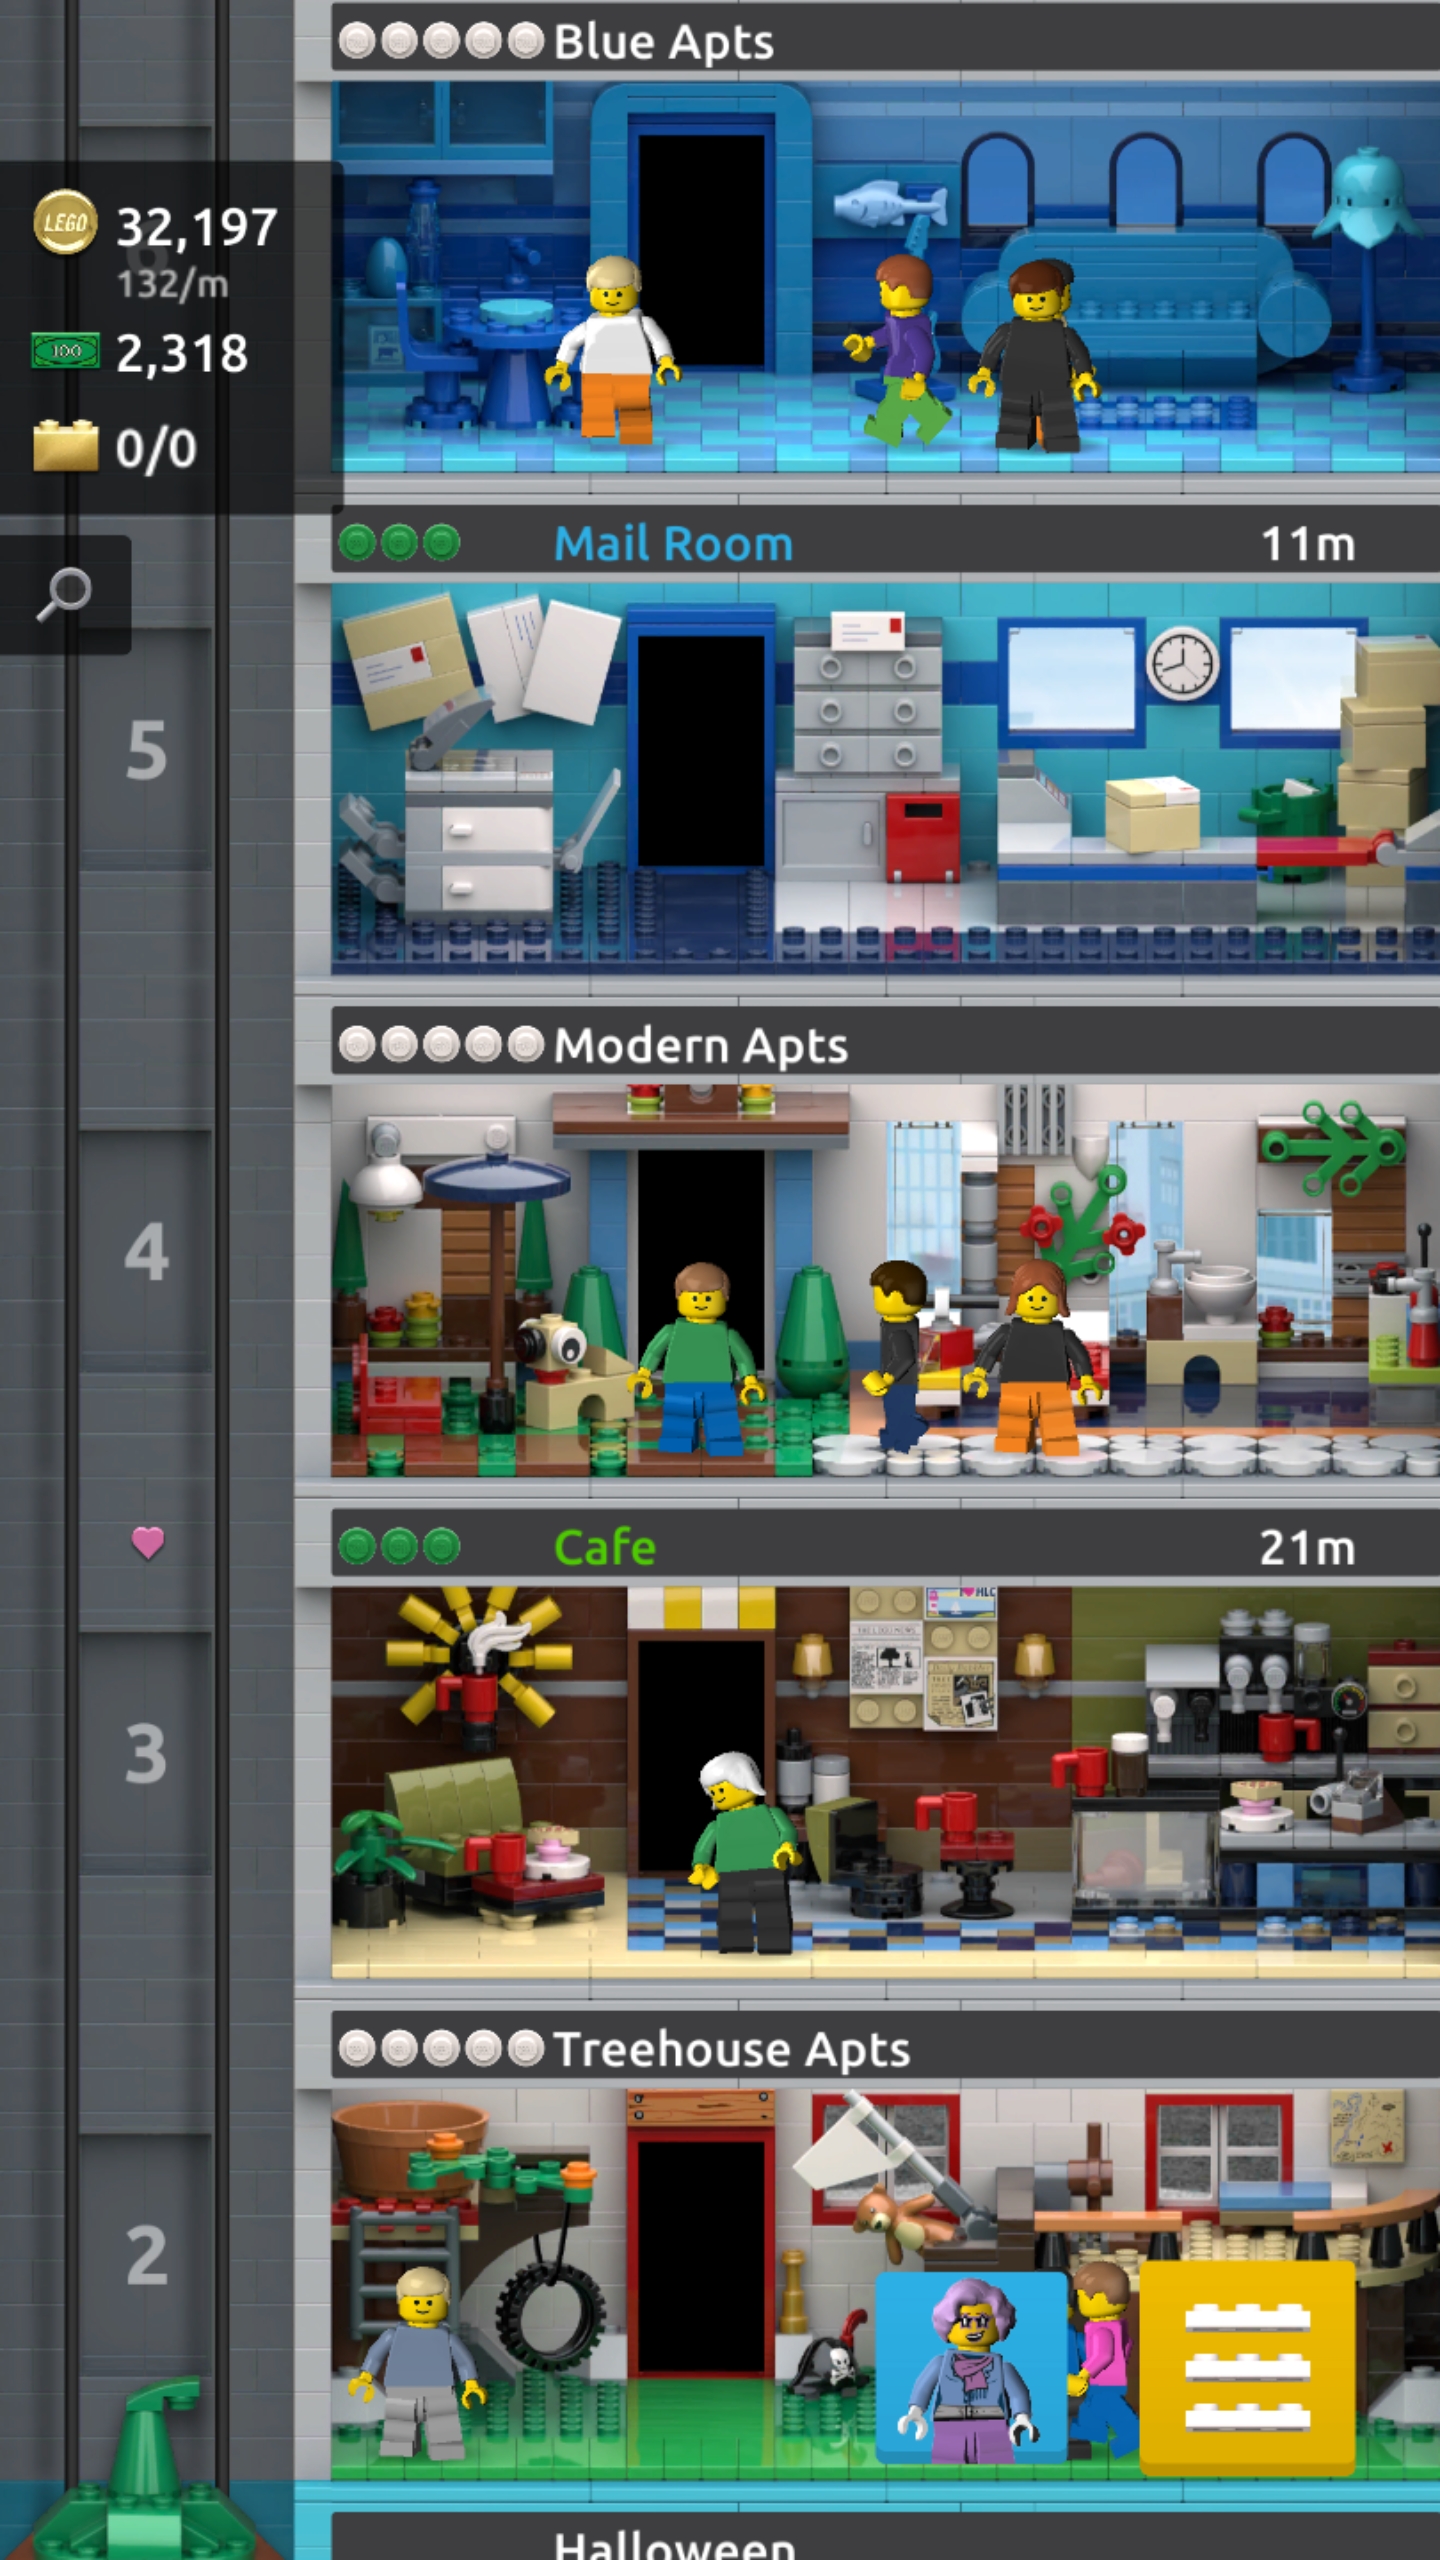 Blue Apts
LEGO 32,197
132/m
100 2,318
0/0
Mail Room 11m
5
Modern Apts
4
Cafe 21m
3
Treehouse Apts
2
Halloween